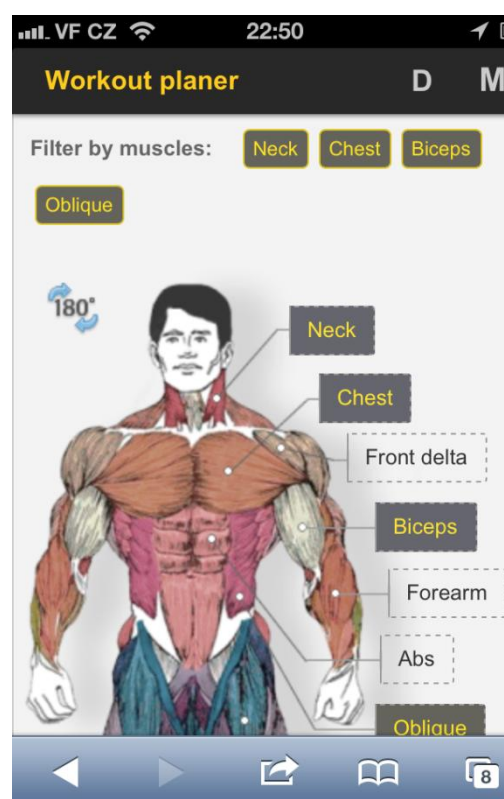 VF CZ 22:50
Workout planer D M
Filter by muscles: Neck Chest Biceps
Oblique
180°
Neck
Chest
Front delta
Biceps
Forearm
Abs
Oblique
8